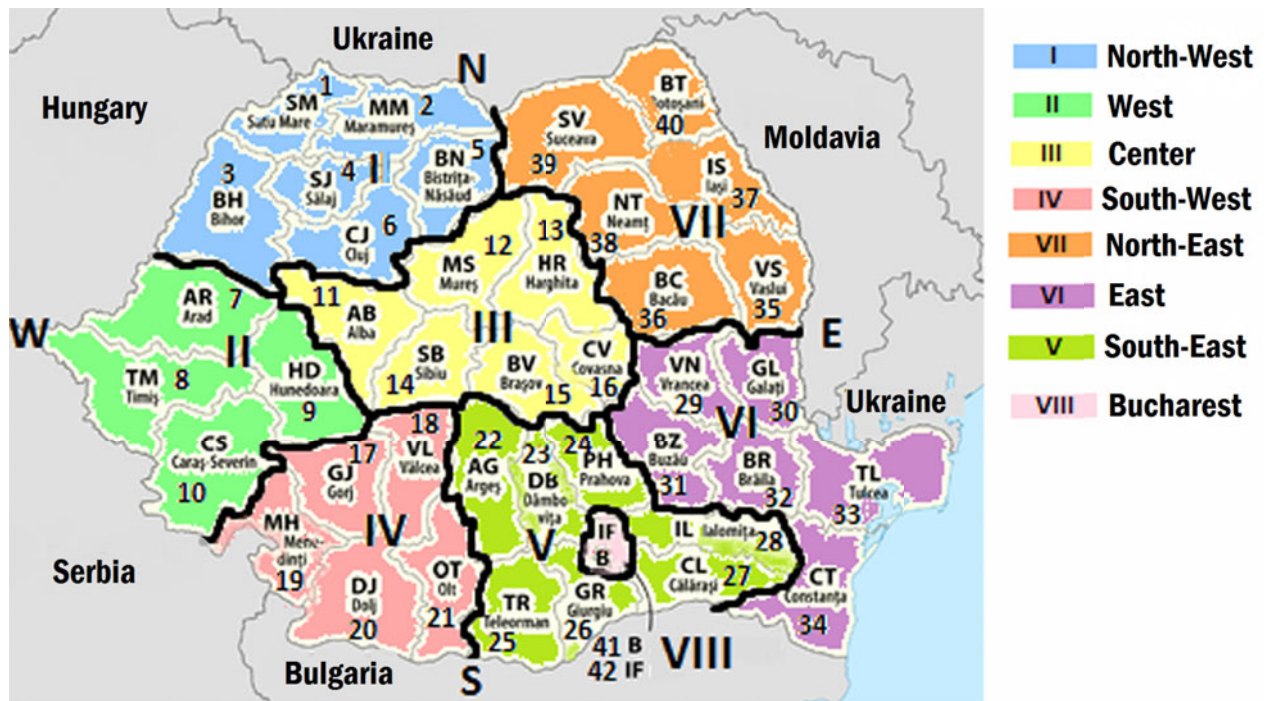 Ukraine
Hungary
Moldavia
Ukraine
Serbia
Bulgaria
N
W
E
S
1
SM
Satu Mare
MM
2
Maramureș
3
BH
Bihor
4
SJ
Sălaj
I
5
BN
Bistrița-
Năsăud
6
CJ
Cluj
7
AR
Arad
II
TM
8
Timiș
HD
Hunedoara
9
CS
Caraș-Severin
10
11
AB
Alba
12
MS
Mureș
13
HR
Harghita
III
14
SB
Sibiu
BV
Brașov
15
CV
Covasna
16
17
GJ
Gorj
18
VL
Vâlcea
IV
MH
Mehe-
dinți
19
DJ
Dolj
20
OT
Olt
21
22
AG
Argeș
23
DB
Dâmbo-
vița
24
PH
Prahova
V
IF
B
TR
Teleorman
25
GR
Giurgiu
26
CL
27
Călărași
IL
Ialomița
28
VN
Vrancea
29
GL
Galați
30
VI
BZ
Buzău
31
BR
Brăila
32
TL
Tulcea
33
CT
Constanța
34
VS
Vaslui
35
BC
Bacău
36
IS
Iași
37
NT
Neamț
38
VII
SV
Suceava
39
BT
Botoșani
40
41 B
42 IF
VIII
I North-West
II West
III Center
IV South-West
VII North-East
VI East
V South-East
VIII Bucharest